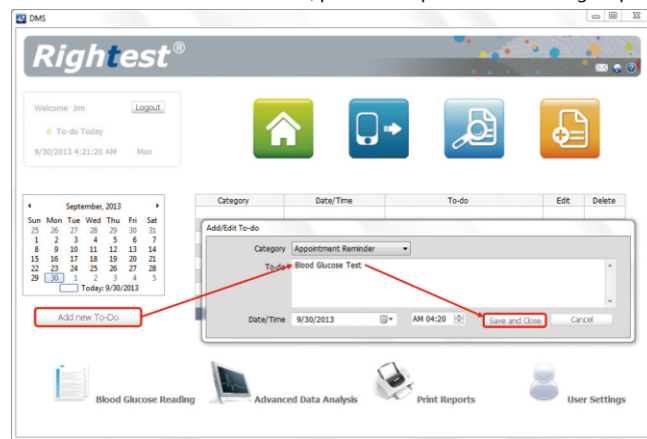 DMS
Rightest®
Welcome Jim
Logout
0 To-do Today
9/30/2013 4:21:20 AM Mon
September, 2013
Sun Mon Tue Wed Thu Fri Sat
25 26 27 28 29 30 31
1 2 3 4 5 6 7
8 9 10 11 12 13 14
15 16 17 18 19 20 21
22 23 24 25 26 27 28
29 30 1 2 3 4 5
Today: 9/30/2013
Add new To-Do
Category Date/Time To-do Edit Delete
Add/Edit To-do
Category Appointment Reminder
To-do Blood Glucose Test
Date/Time 9/30/2013 AM 04:20 Save and Close Cancel
Blood Glucose Reading Advanced Data Analysis Print Reports User Settings